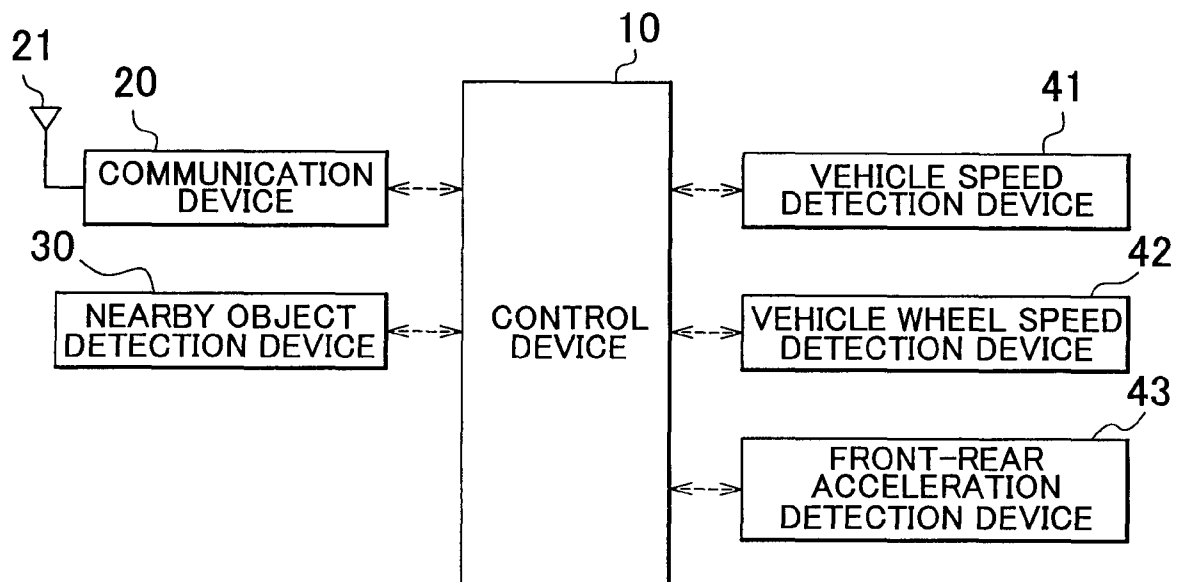 10
21
20
41
COMMUNICATION
DEVICE
VEHICLE SPEED
DETECTION DEVICE
30
42
NEARBY OBJECT
DETECTION DEVICE
CONTROL
DEVICE
VEHICLE WHEEL SPEED
DETECTION DEVICE
43
FRONT-REAR
ACCELERATION
DETECTION DEVICE